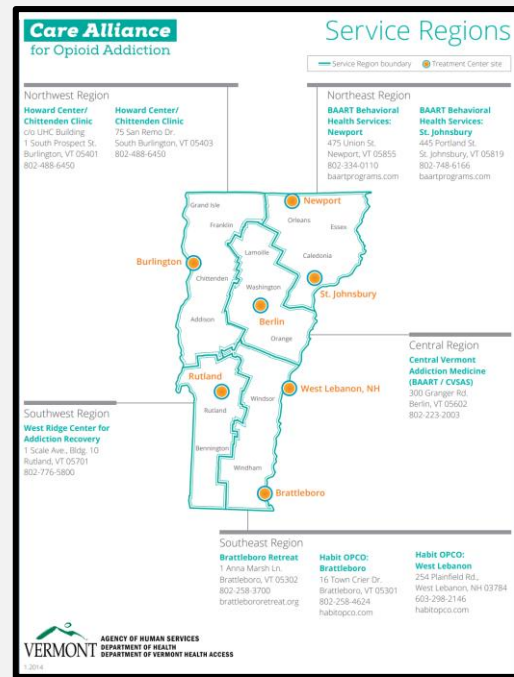 Care Alliance
for Opioid Addiction
Service Regions
Service Region boundary
Treatment Center site
Northwest Region
Howard Center/
Chittenden Clinic
c/o UHC Building
1 South Prospect St.
Burlington, VT 05401
802-488-6450
Howard Center/
Chittenden Clinic
75 San Remo Dr.
South Burlington, VT 05403
802-488-6450
Northeast Region
BAART Behavioral
Health Services:
Newport
475 Union St.
Newport, VT 05855
802-334-0110
baartprograms.com
BAART Behavioral
Health Services:
St. Johnsbury
445 Portland St.
St. Johnsbury, VT 05819
802-748-6166
baartprograms.com
Newport
Grand Isle
Orleans
Franklin
Essex
Lamoille
Caledonia
Burlington
Chittenden
Washington
St. Johnsbury
Berlin
Addison
Orange
Rutland
West Lebanon, NH
Windsor
Rutland
Bennington
Windham
Brattleboro
Central Region
Central Vermont
Addiction Medicine
(BAART / CVSAS)
300 Granger Rd.
Berlin, VT 05602
802-223-2003
Southwest Region
West Ridge Center for
Addiction Recovery
1 Scale Ave., Bldg. 10
Rutland, VT 05701
802-776-5800
Southeast Region
Brattleboro Retreat
1 Anna Marsh Ln.
Brattleboro, VT 05302
802-258-3700
brattlebororetreat.org
Habit OPCO:
Brattleboro
16 Town Crier Dr.
Brattleboro, VT 05301
802-258-4624
habitopco.com
Habit OPCO:
West Lebanon
254 Plainfield Rd.,
West Lebanon, NH 03784
603-298-2146
habitopco.com
VERMONT
AGENCY OF HUMAN SERVICES
DEPARTMENT OF HEALTH
DEPARTMENT OF VERMONT HEALTH ACCESS
1.2014